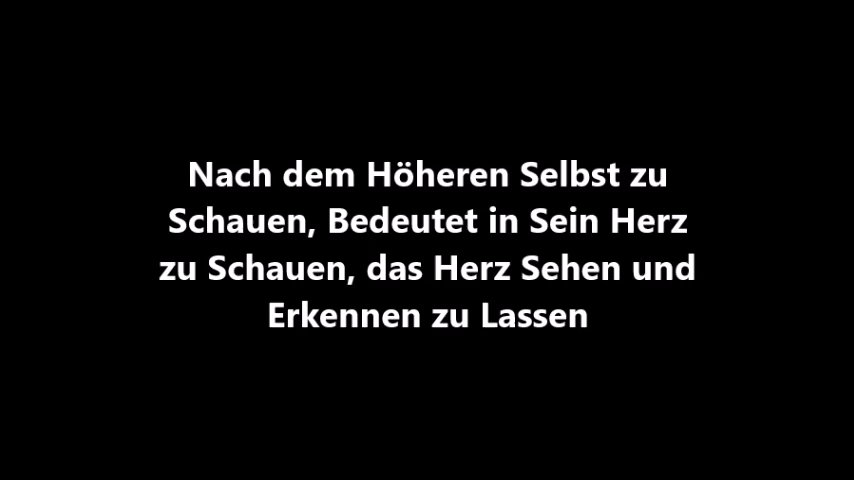 Nach dem Höheren Selbst zu
Schauen, Bedeutet in Sein Herz
zu Schauen, das Herz Sehen und
Erkennen zu Lassen